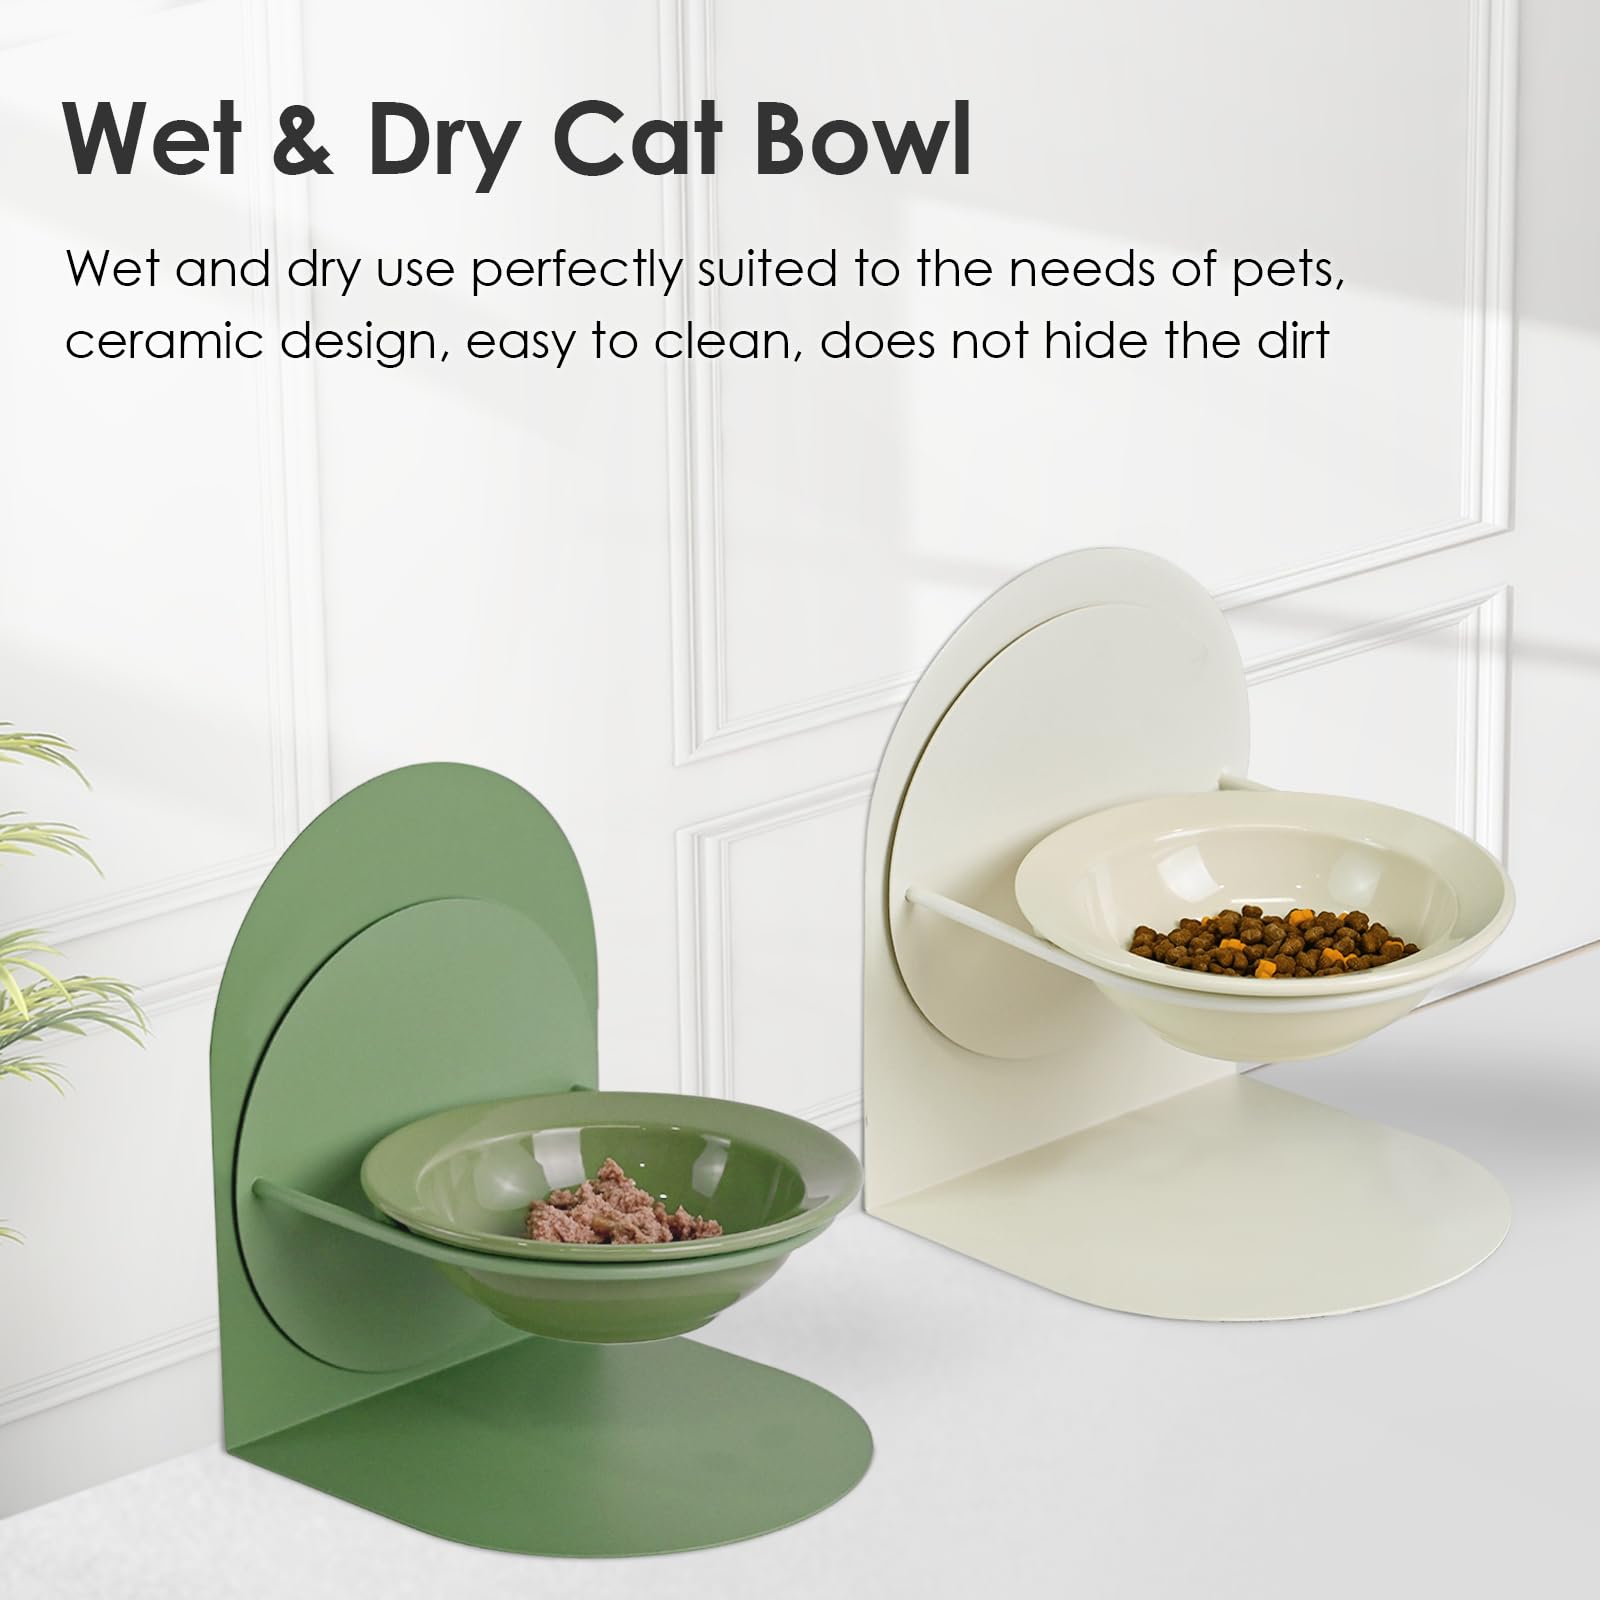 Wet & Dry Cat Bowl
Wet and dry use perfectly suited to the needs of pets,
ceramic design, easy to clean, does not hide the dirt